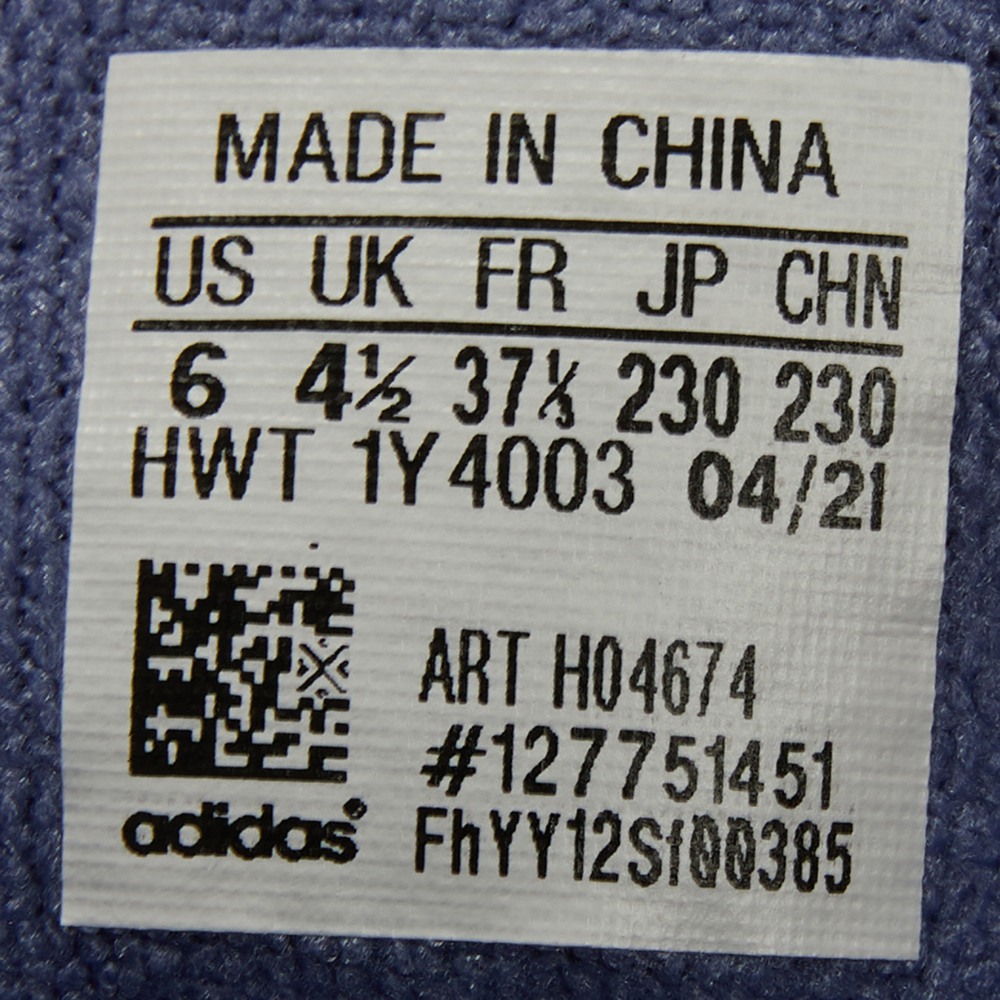 MADE IN CHINA
US UK FR JP CHN
6 4½ 37⅓ 230 230
HWT 1Y4003 04/21
ART H04674
#127751451
adidas®
FhYY12Sf00385